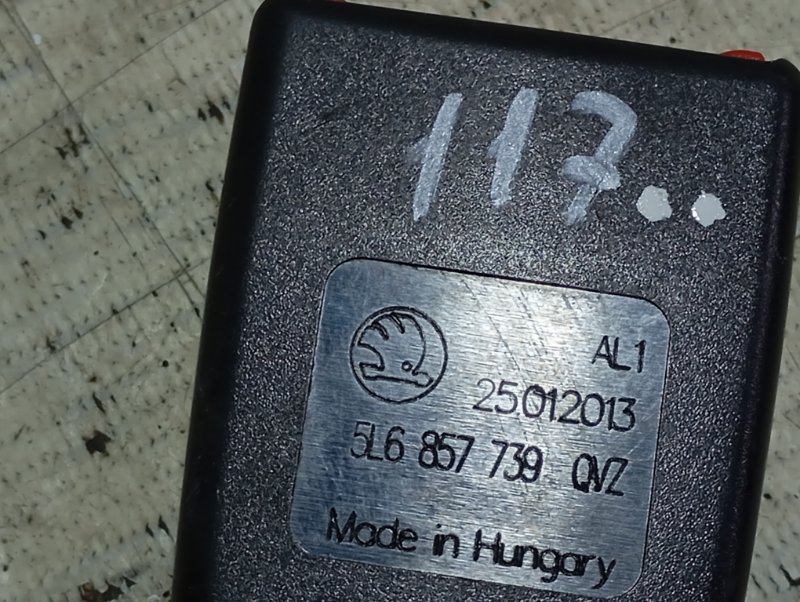 117..
AL1
25.01.2013
5L6 857 739 QVZ
Made in Hungary